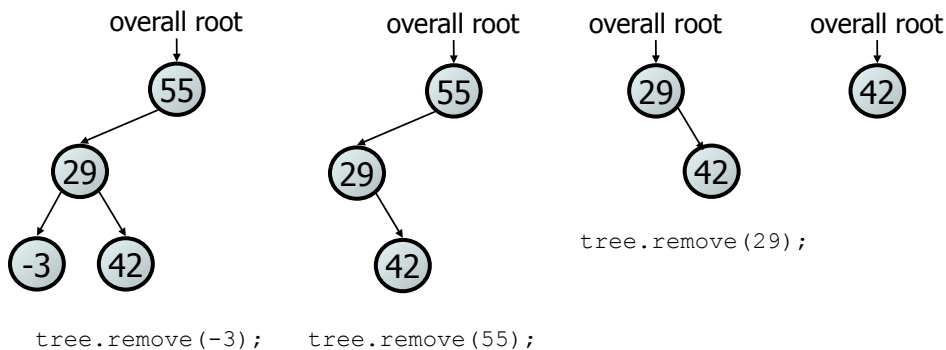 overall root
overall root
overall root
overall root
55
55
29
42
29
29
42
-3
42
42
tree.remove(29);
tree.remove(-3);
tree.remove(55);